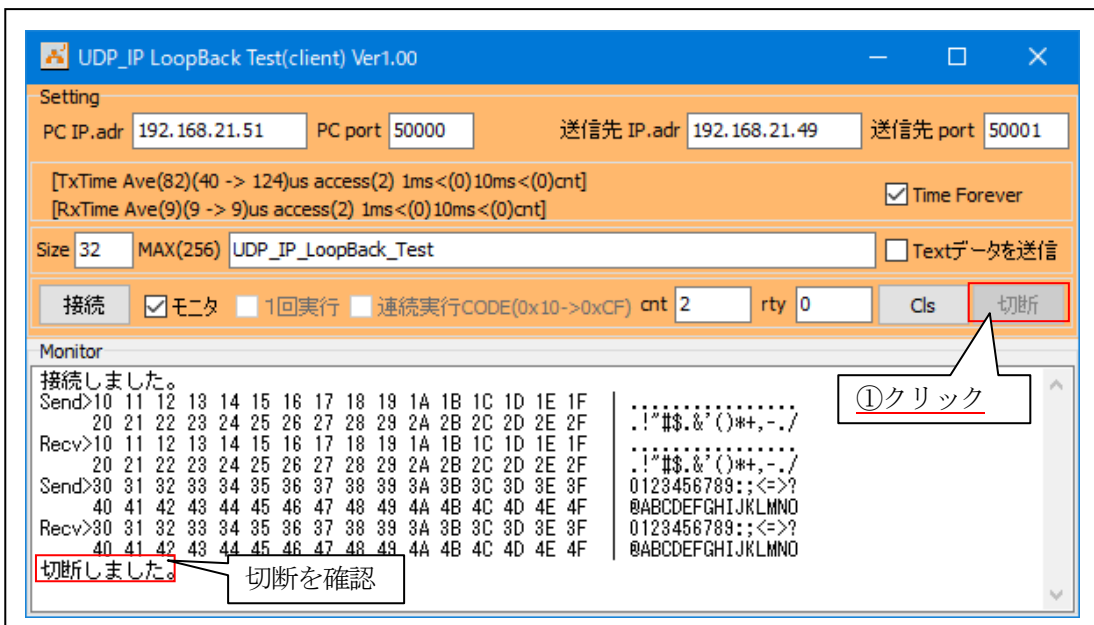 UDP_IP LoopBack Test(client) Ver1.00
Setting
PC IP.adr 192.168.21.51 PC port 50000 送信先 IP.adr 192.168.21.49 送信先 port 50001
[TxTime Ave(82)(40 -> 124)us access(2) 1ms<(0)10ms<(0)cnt]
[RxTime Ave(9)(9 -> 9)us access(2) 1ms<(0)10ms<(0)cnt]
Time Forever
Size 32 MAX(256) UDP_IP_LoopBack_Test Textデータを送信
接続 モニタ 1回実行 連続実行CODE(0x10->0xCF) cnt 2 rty 0 Cls 切断
Monitor
①クリック
接続しました。
Send>10 11 12 13 14 15 16 17 18 19 1A 1B 1C 1D 1E 1F | ................
20 21 22 23 24 25 26 27 28 29 2A 2B 2C 2D 2E 2F | .!"#$.&'()*+,-./
Recv>10 11 12 13 14 15 16 17 18 19 1A 1B 1C 1D 1E 1F | ................
20 21 22 23 24 25 26 27 28 29 2A 2B 2C 2D 2E 2F | .!"#$.&'()*+,-./
Send>30 31 32 33 34 35 36 37 38 39 3A 3B 3C 3D 3E 3F | 0123456789:;<=>?
40 41 42 43 44 45 46 47 48 49 4A 4B 4C 4D 4E 4F | @ABCDEFGHIJKLMNO
Recv>30 31 32 33 34 35 36 37 38 39 3A 3B 3C 3D 3E 3F | 0123456789:;<=>?
40 41 42 43 44 45 46 47 48 49 4A 4B 4C 4D 4E 4F | @ABCDEFGHIJKLMNO
切断しました。
切断を確認